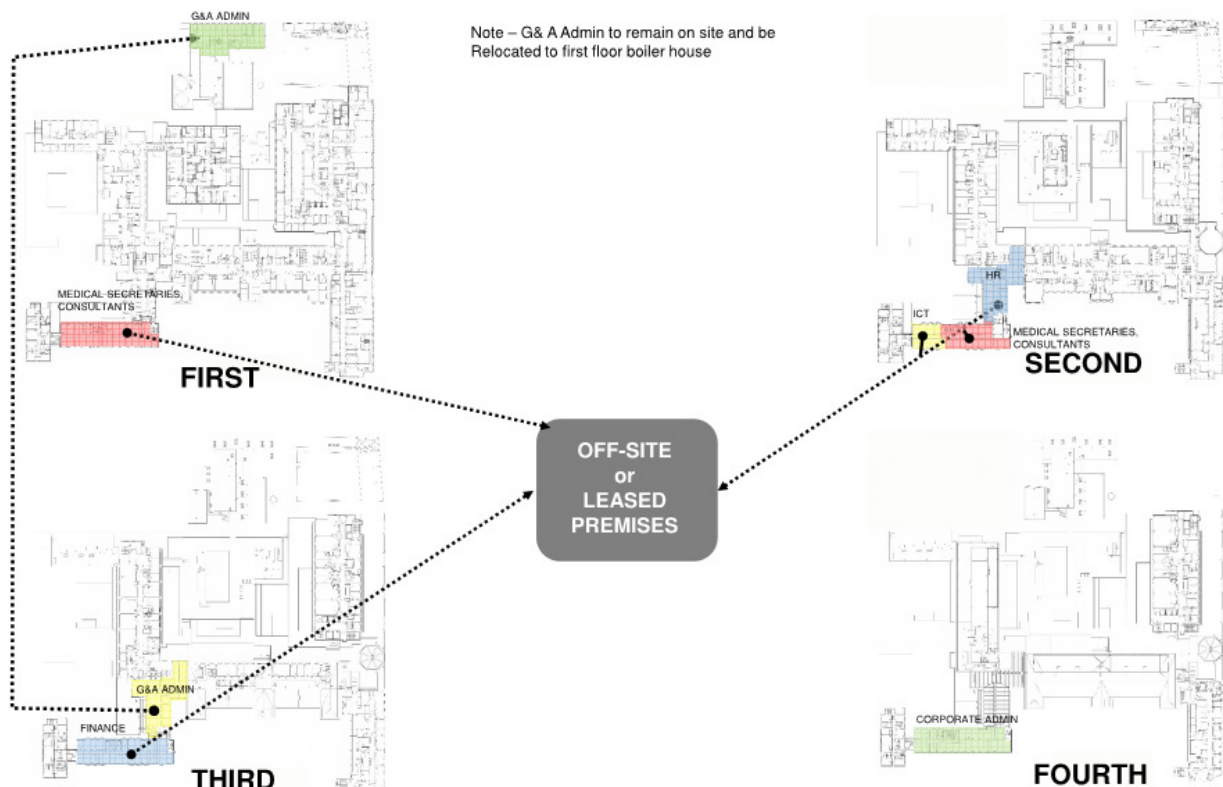 G&A ADMIN
Note – G& A Admin to remain on site and be
Relocated to first floor boiler house
MEDICAL SECRETARIES,
CONSULTANTS
FIRST
HR
ICT
MEDICAL SECRETARIES,
CONSULTANTS
SECOND
OFF-SITE
or
LEASED
PREMISES
G&A ADMIN
FINANCE
THIRD
CORPORATE ADMIN
FOURTH